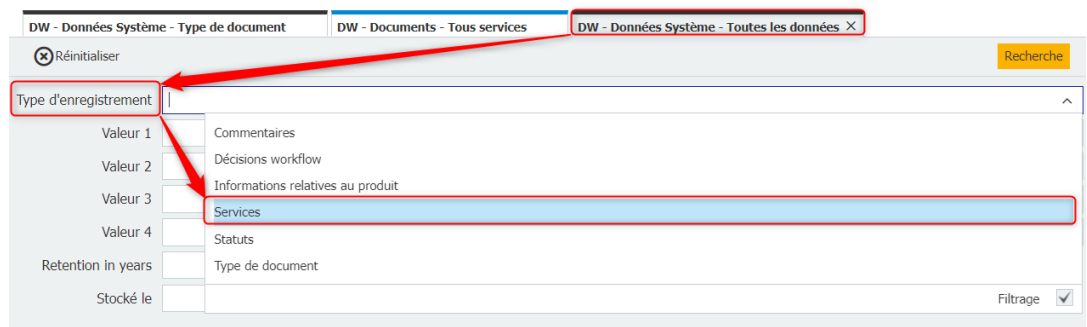 DW - Données Système - Type de document DW - Documents - Tous services DW - Données Système - Toutes les données ×
Réinitialiser Recherche
Type d'enregistrement
Valeur 1 Commentaires
Valeur 2 Décisions workflow
Informations relatives au produit
Valeur 3 Services
Valeur 4 Statuts
Retention in years Type de document
Stocké le Filtrage